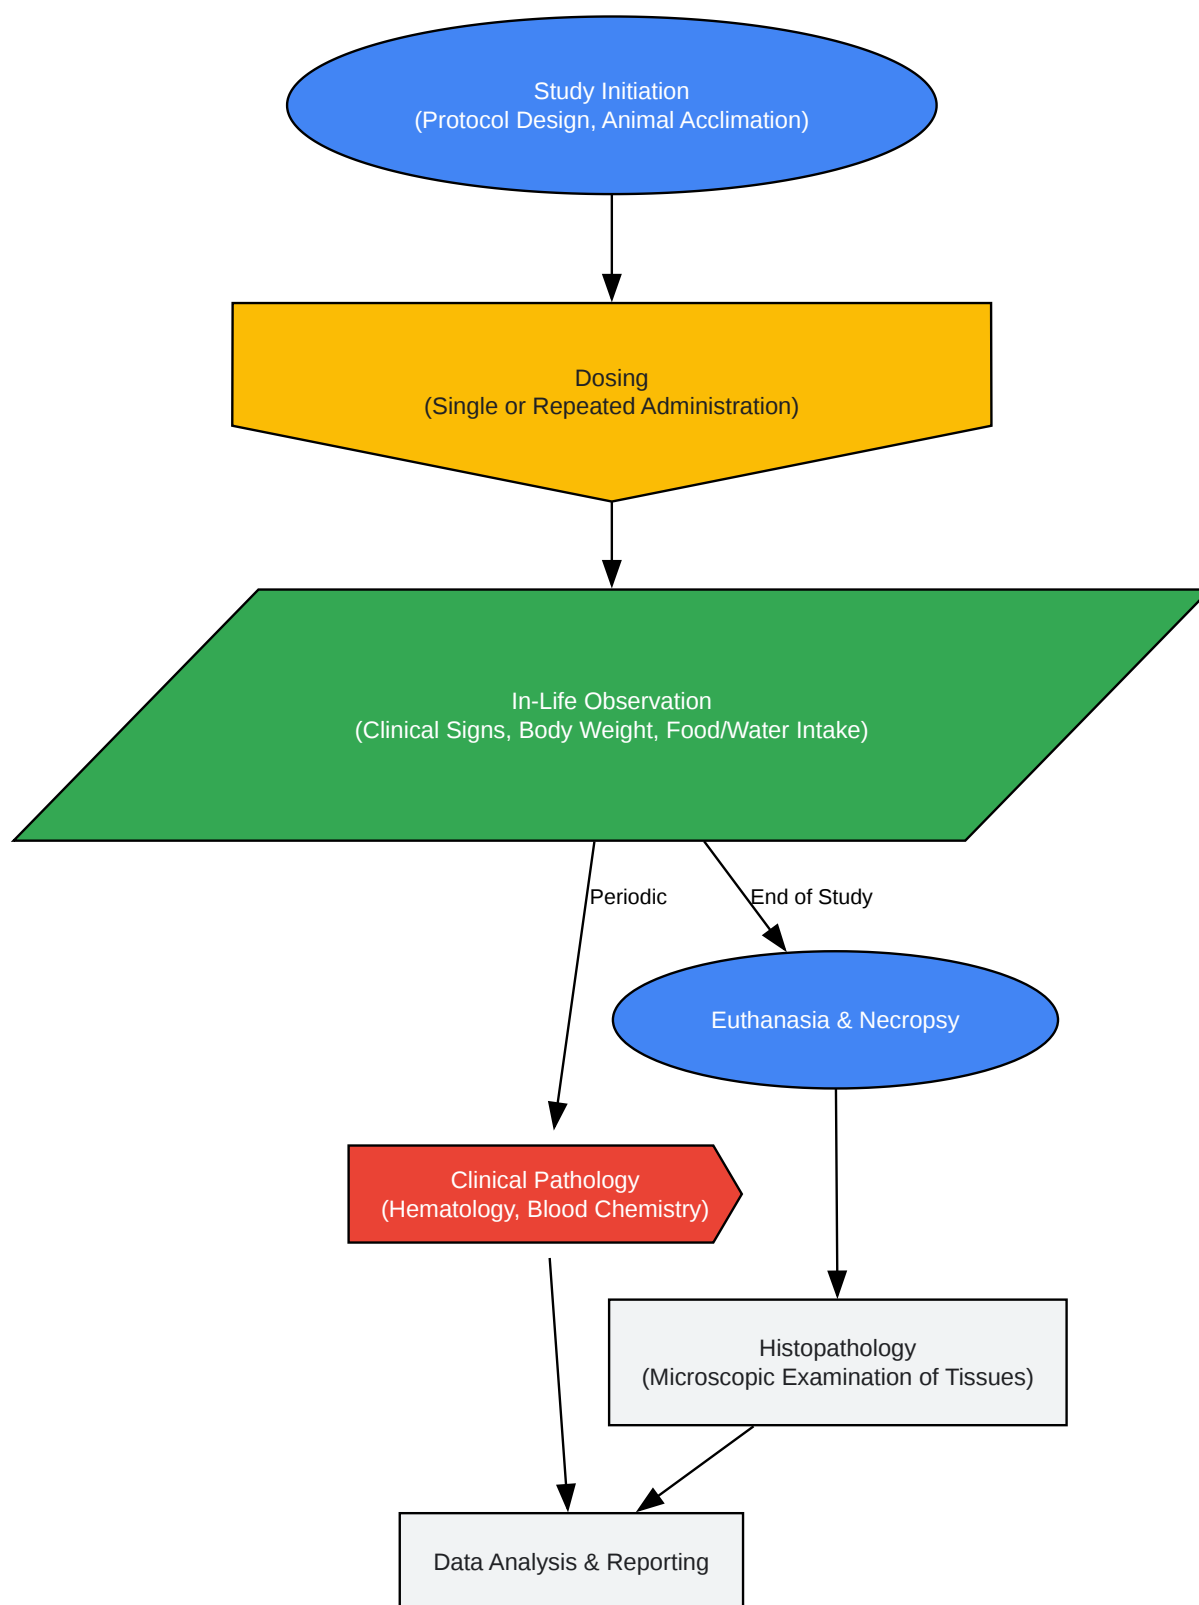 Study Initiation
(Protocol Design, Animal Acclimation)
Dosing
(Single or Repeated Administration)
In-Life Observation
(Clinical Signs, Body Weight, Food/Water Intake)
Periodic
End of Study
Euthanasia & Necropsy
Clinical Pathology
(Hematology, Blood Chemistry)
Histopathology
(Microscopic Examination of Tissues)
Data Analysis & Reporting